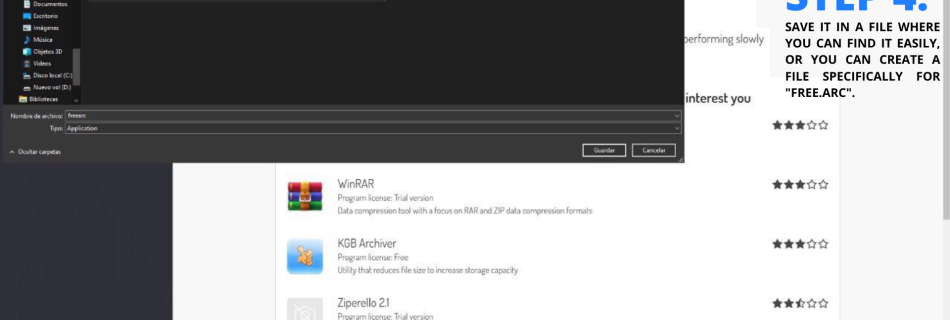 Documentos
Escritorio
Imágenes
Música
Objetos 3D
Videos
Disco local (C:)
Nuevo vol (D:)
Bibliotecas
Nombre de archivo: freearc
Tipo: Application
Ocultar carpetas
Guardar
Cancelar
performing slowly
interest you
WinRAR
Program license: Trial version
Data compression tool with a focus on RAR and ZIP data compression formats
KGB Archiver
Program license: Free
Utility that reduces file size to increase storage capacity
Ziperello 2.1
Program license: Trial version
STEP 4.
SAVE IT IN A FILE WHERE
YOU CAN FIND IT EASILY,
OR YOU CAN CREATE A
FILE SPECIFICALLY FOR
"FREE.ARC".